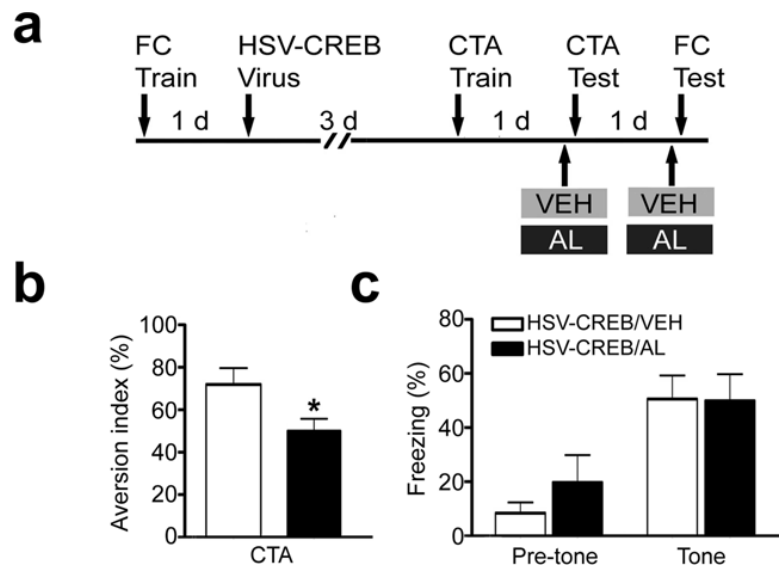 a
FC HSV-CREB CTA CTA FC
Train Virus Train Test Test
1 d 3 d 1 d 1 d
VEH VEH
AL AL
b
Aversion index (%)
100
80
60
40
20
0
*
CTA
c
Freezing (%)
80
60
40
20
0
HSV-CREB/VEH
HSV-CREB/AL
Pre-tone Tone